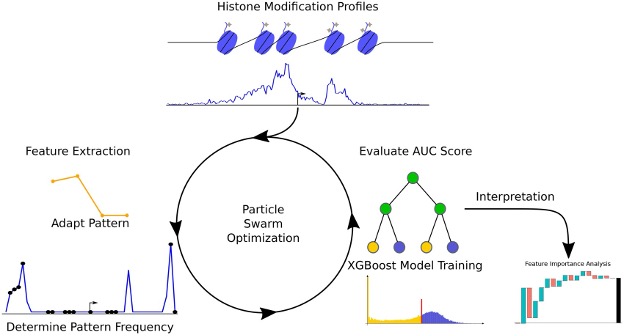 Histone Modification Profiles
Feature Extraction
Adapt Pattern
Determine Pattern Frequency
Particle
Swarm
Optimization
Evaluate AUC Score
XGBoost Model Training
Interpretation
Feature Importance Analysis